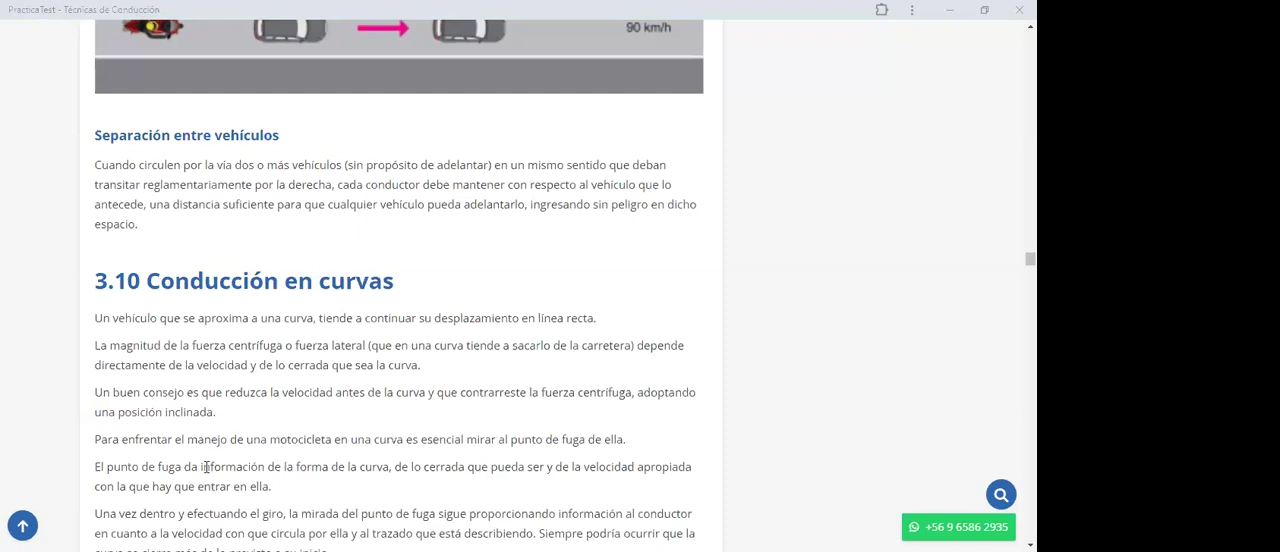 PracticaTest - Técnicas de Conducción
90 km/h
Separación entre vehículos
Cuando circulen por la vía dos o más vehículos (sin propósito de adelantar) en un mismo sentido que deban
transitar reglamentariamente por la derecha, cada conductor debe mantener con respecto al vehículo que lo
antecede, una distancia suficiente para que cualquier vehículo pueda adelantarlo, ingresando sin peligro en dicho
espacio.
3.10 Conducción en curvas
Un vehículo que se aproxima a una curva, tiende a continuar su desplazamiento en línea recta.
La magnitud de la fuerza centrífuga o fuerza lateral (que en una curva tiende a sacarlo de la carretera) depende
directamente de la velocidad y de lo cerrada que sea la curva.
Un buen consejo es que reduzca la velocidad antes de la curva y que contrarreste la fuerza centrífuga, adoptando
una posición inclinada.
Para enfrentar el manejo de una motocicleta en una curva es esencial mirar al punto de fuga de ella.
El punto de fuga da información de la forma de la curva, de lo cerrada que pueda ser y de la velocidad apropiada
con la que hay que entrar en ella.
Una vez dentro y efectuando el giro, la mirada del punto de fuga sigue proporcionando información al conductor
en cuanto a la velocidad con que circula por ella y al trazado que está describiendo. Siempre podría ocurrir que la
curva se cierre más de lo previsto a su inicio.
+56 9 6586 2935